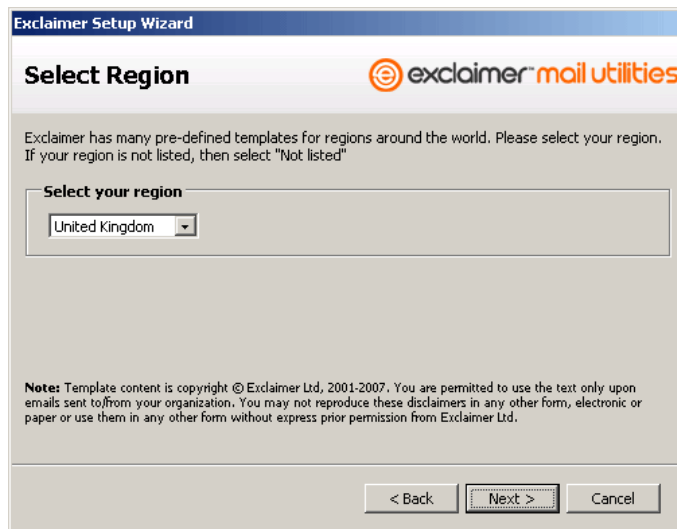 Exclaimer Setup Wizard
Select Region
exclaimer™ mail utilities
Exclaimer has many pre-defined templates for regions around the world. Please select your region.
If your region is not listed, then select "Not listed"
Select your region
United Kingdom
Note: Template content is copyright © Exclaimer Ltd, 2001-2007. You are permitted to use the text only upon
emails sent to/from your organization. You may not reproduce these disclaimers in any other form, electronic or
paper or use them in any other form without express prior permission from Exclaimer Ltd.
< Back
Next >
Cancel